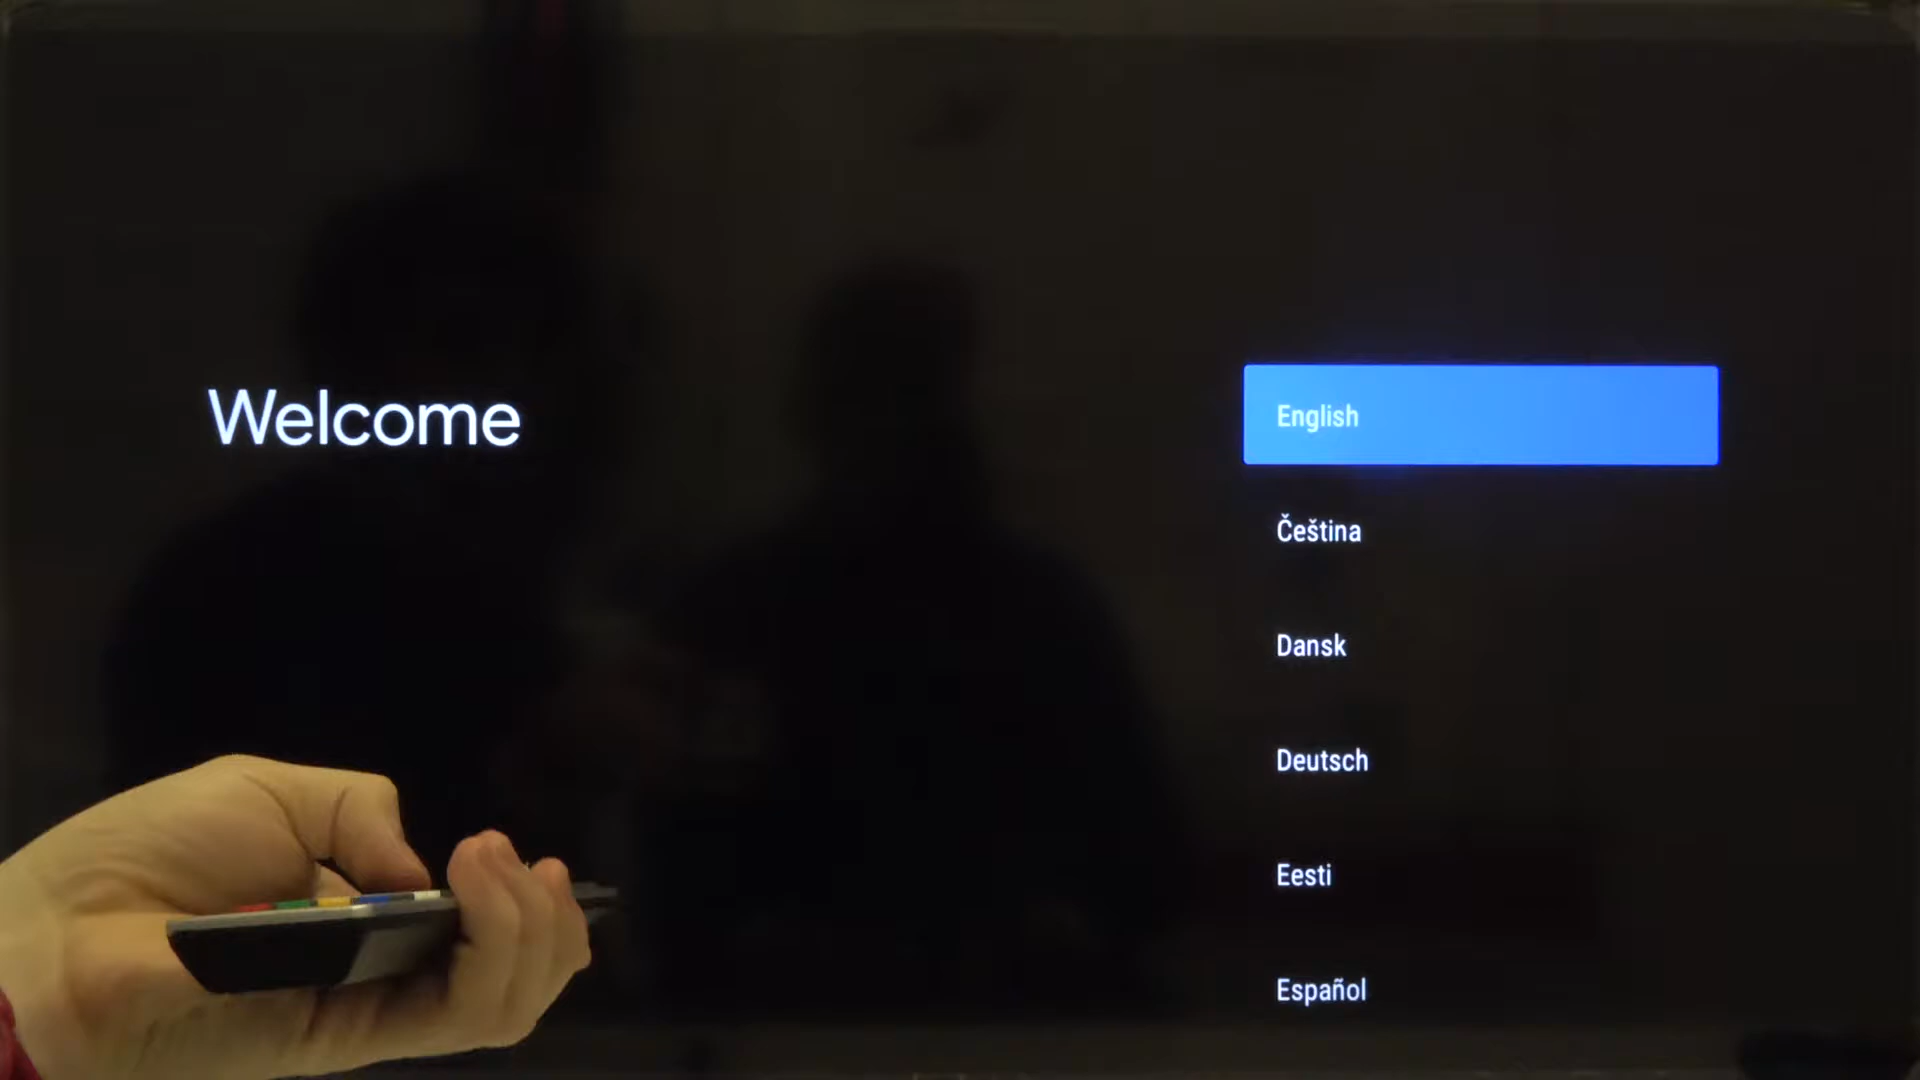 Welcome
English
Čeština
Dansk
Deutsch
Eesti
Español